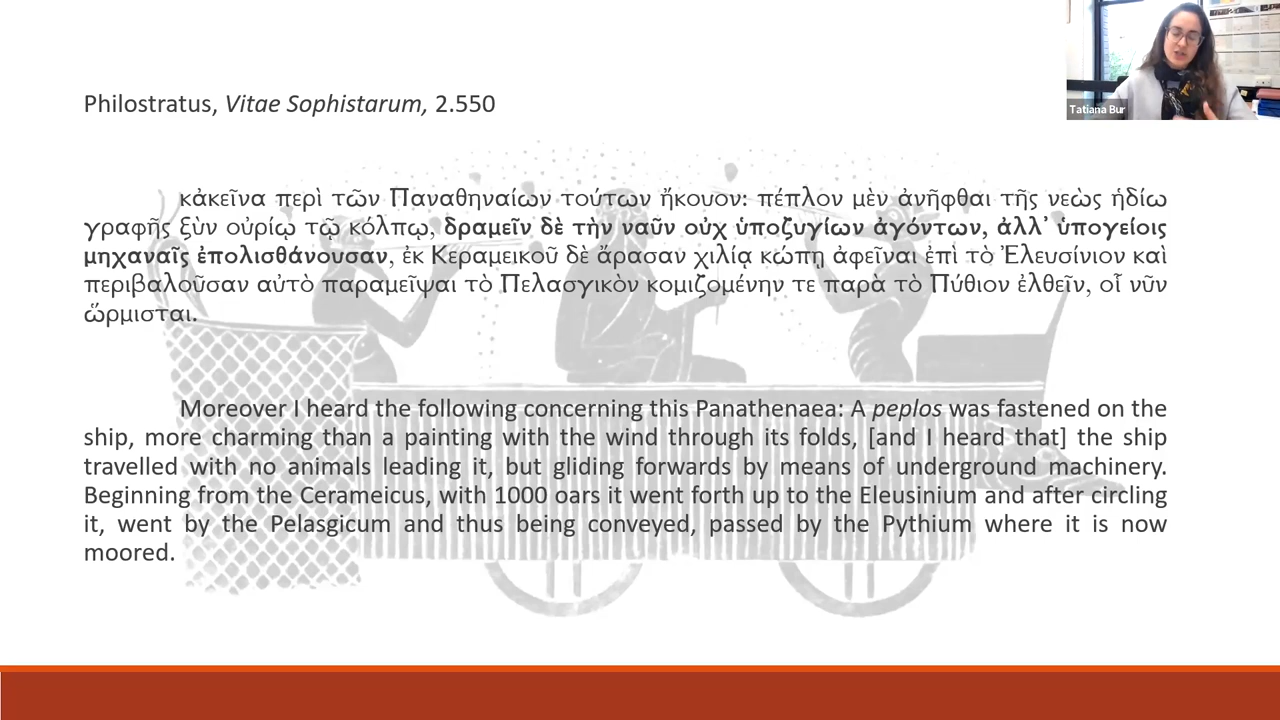 Tatiana Bur
Philostratus, Vitae Sophistarum, 2.550
κἀκεῖνα περὶ τῶν Παναθηναίων τούτων ἤκουον: πέπλον μὲν ἀνῆφθαι τῆς νεὼς ἡδίω
γραφῆς ξὺν οὐρίῳ τῷ κόλπῳ, δραμεῖν δὲ τὴν ναῦν οὐχ ὑποζυγίων ἀγόντων, ἀλλ’ ὑπογείοις
μηχαναῖς ἐπολισθάνουσαν, ἐκ Κεραμεικοῦ δὲ ἄρασαν χιλίᾳ κώπῃ ἀφεῖναι ἐπὶ τὸ Ἐλευσίνιον καὶ
περιβαλοῦσαν αὐτὸ παραμεῖψαι τὸ Πελασγικὸν κομιζομένην τε παρὰ τὸ Πύθιον ἐλθεῖν, οἷ νῦν
ὥρμισται.
Moreover I heard the following concerning this Panathenaea: A peplos was fastened on the
ship, more charming than a painting with the wind through its folds, [and I heard that] the ship
travelled with no animals leading it, but gliding forwards by means of underground machinery.
Beginning from the Cerameicus, with 1000 oars it went forth up to the Eleusinium and after circling
it, went by the Pelasgicum and thus being conveyed, passed by the Pythium where it is now
moored.